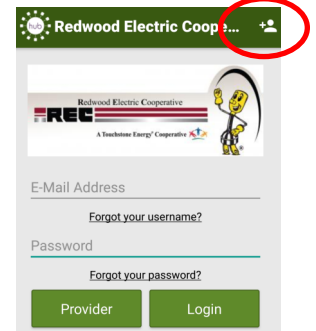 hub Redwood Electric Coope...
Redwood Electric Cooperative
REC
A Touchstone Energy® Cooperative
E-Mail Address
Forgot your username?
Password
Forgot your password?
Provider Login